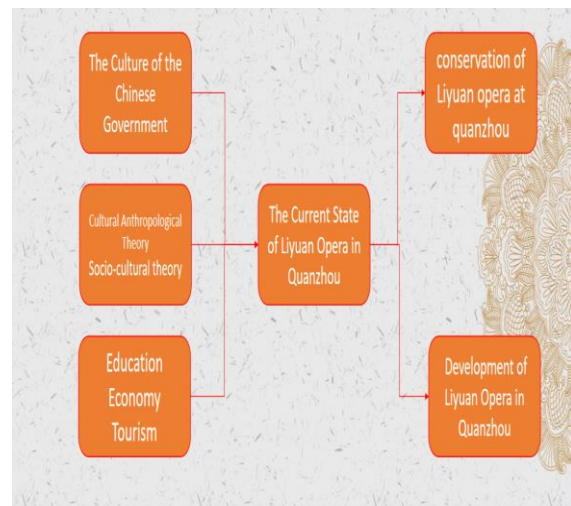 The Culture of the
Chinese
Government
Cultural Anthropological
Theory
Socio-cultural theory
Education
Economy
Tourism
The Current State
of Liyuan Opera in
Quanzhou
conservation of
Liyuan opera at
quanzhou
Development of
Liyuan Opera in
Quanzhou